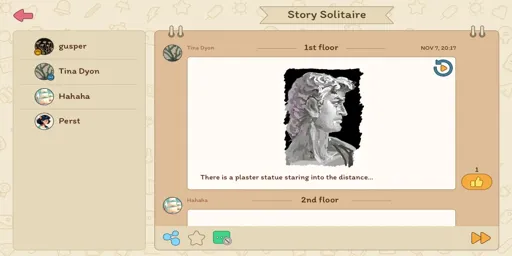 Story Solitaire
gusper
Tina Dyon
Hahaha
Perst
Tina Dyon
1st floor
NOV 7, 20:17
There is a plaster statue staring into the distance...
1
Hahaha
2nd floor